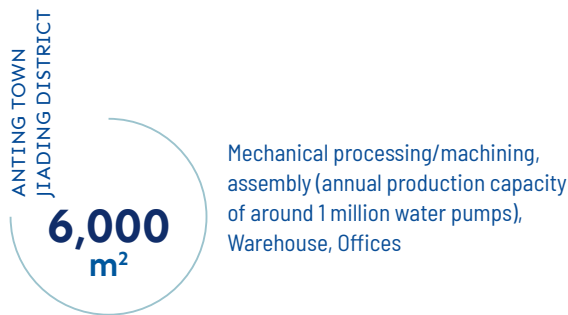 ANTING TOWN
JIADING DISTRICT
6,000
m²
Mechanical processing/machining,
assembly (annual production capacity
of around 1 million water pumps),
Warehouse, Offices